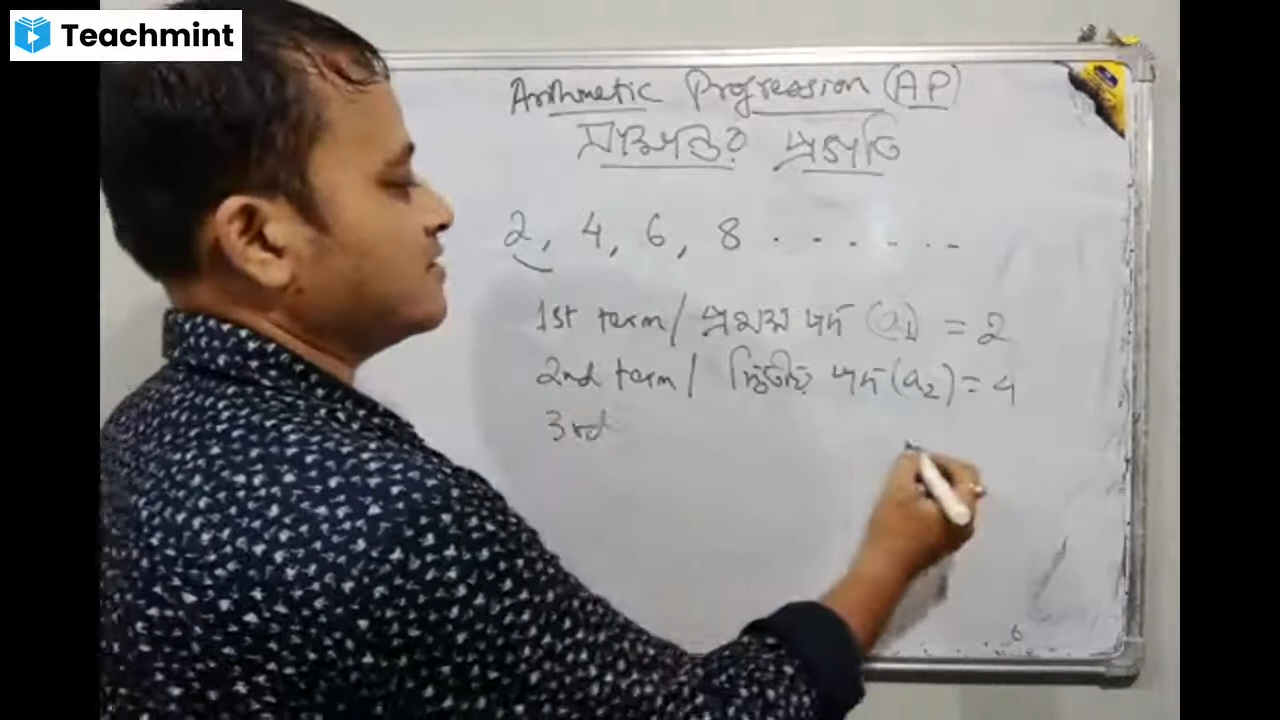 Teachmint
Arithmetic Progression (AP)
সমান্তর প্রগতি
2, 4, 6, 8 . . . . . .
1st term / প্রথম পদ (a1) = 2
2nd term / দ্বিতীয় পদ (a2) = 4
3rd
6